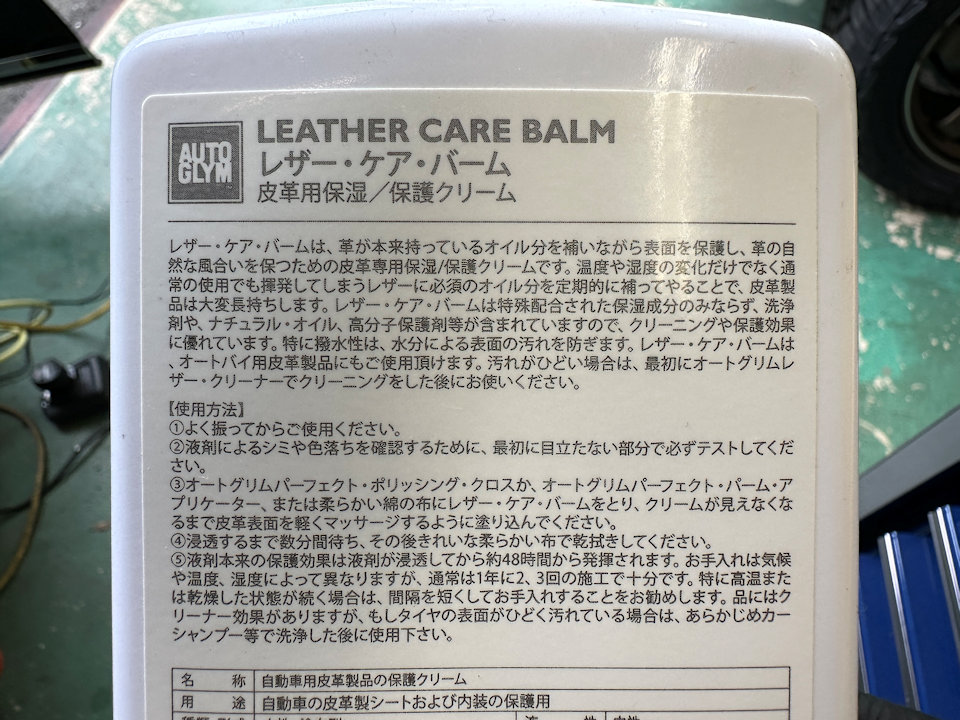 AUTO
GLYM
LEATHER CARE BALM
レザー・ケア・バーム
皮革用保湿／保護クリーム
レザー・ケア・バームは、革が本来持っているオイル分を補いながら表面を保護し、革の自
然な風合いを保つための皮革専用保湿/保護クリームです。温度や湿度の変化だけでなく通
常の使用でも揮発してしまうレザーに必須のオイル分を定期的に補ってやることで、皮革製
品は大変長持ちします。レザー・ケア・バームは特殊配合された保湿成分のみならず、洗浄
剤や、ナチュラル・オイル、高分子保護剤等が含まれていますので、クリーニングや保護効果
に優れています。特に撥水性は、水分による表面の汚れを防ぎます。レザー・ケア・バームは
、オートバイ用皮革製品にもご使用頂けます。汚れがひどい場合は、最初にオートグリムレ
ザー・クリーナーでクリーニングをした後にお使いください。
【使用方法】
①よく振ってからご使用ください。
②液剤によるシミや色落ちを確認するために、最初に目立たない部分で必ずテストしてくだ
さい。
③オートグリムパーフェクト・ポリッシング・クロスか、オートグリムパーフェクト・パーム・ア
プリケーター、または柔らかい綿の布にレザー・ケア・バームをとり、クリームが見えなくな
るまで皮革表面を軽くマッサージするように塗り込んでください。
④浸透するまで数分間待ち、その後きれいな柔らかい布で乾拭きしてください。
⑤液剤本来の保護効果は液剤が浸透してから約48時間から発揮されます。お手入れは気候
や温度、湿度によって異なりますが、通常は1年に2、3回の施工で十分です。特に高温また
は乾燥した状態が続く場合は、間隔を短くしてお手入れすることをお勧めします。品にはク
リーナー効果がありますが、もしタイヤの表面がひどく汚れている場合は、あらかじめカー
シャンプー等で洗浄した後に使用下さい。
名 称 自動車用皮革製品の保護クリーム
用 途 自動車の皮革製シートおよび内装の保護用